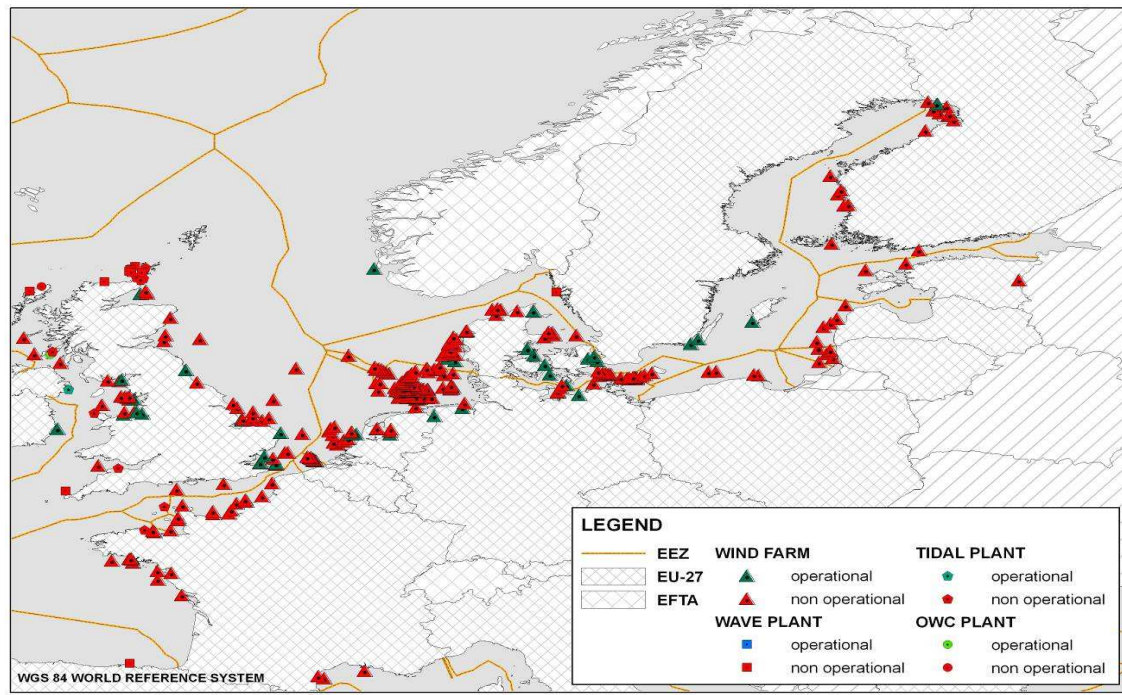 LEGEND
EEZ WIND FARM TIDAL PLANT
EU-27 operational operational
EFTA non operational non operational
WAVE PLANT OWC PLANT
operational operational
non operational non operational
WGS 84 WORLD REFERENCE SYSTEM